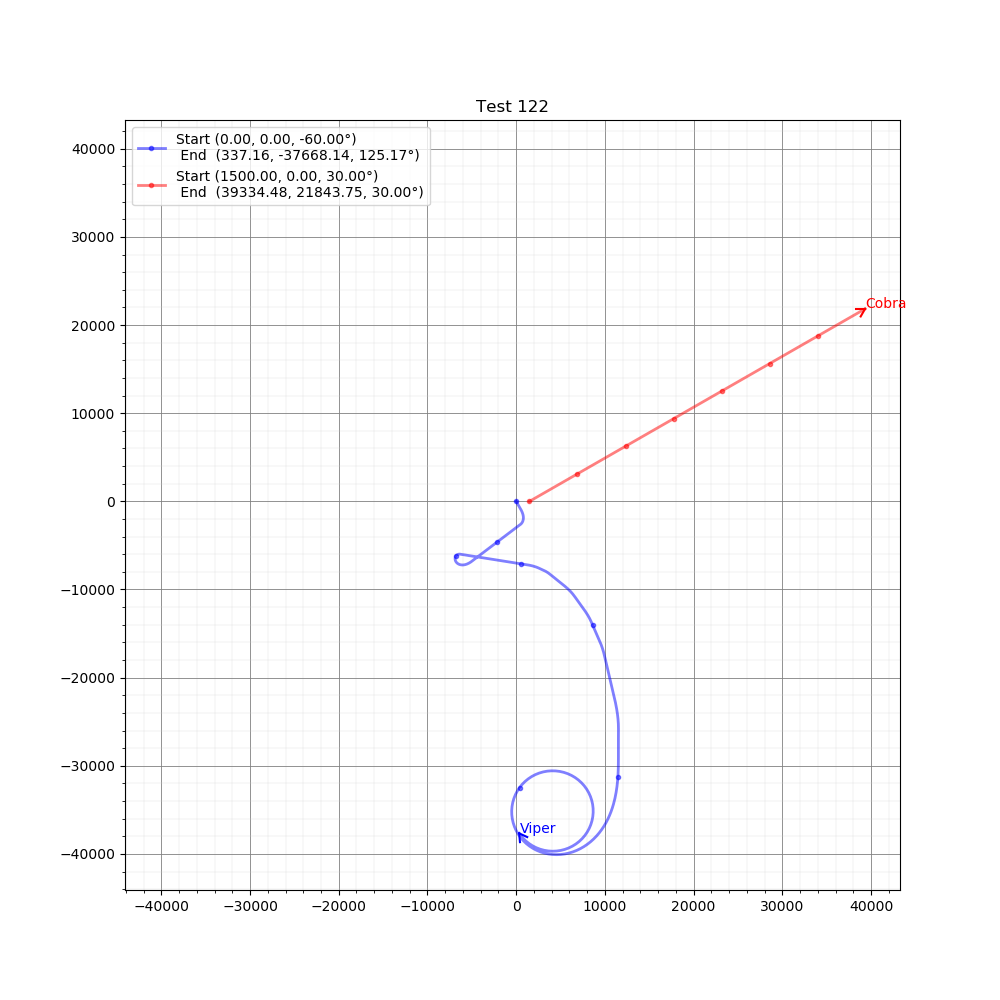 Test 122
Start (0.00, 0.00, -60.00°)
End (337.16, -37668.14, 125.17°)
Start (1500.00, 0.00, 30.00°)
End (39334.48, 21843.75, 30.00°)
40000
30000
20000
10000
0
−10000
−20000
−30000
−40000
Cobra
Viper
−40000 −30000 −20000 −10000 0 10000 20000 30000 40000